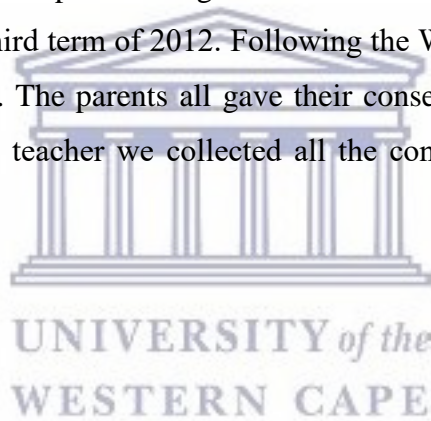 hird term of 2012. Following the W
. The parents all gave their conse
teacher we collected all the con
UNIVERSITY of the
WESTERN CAPE